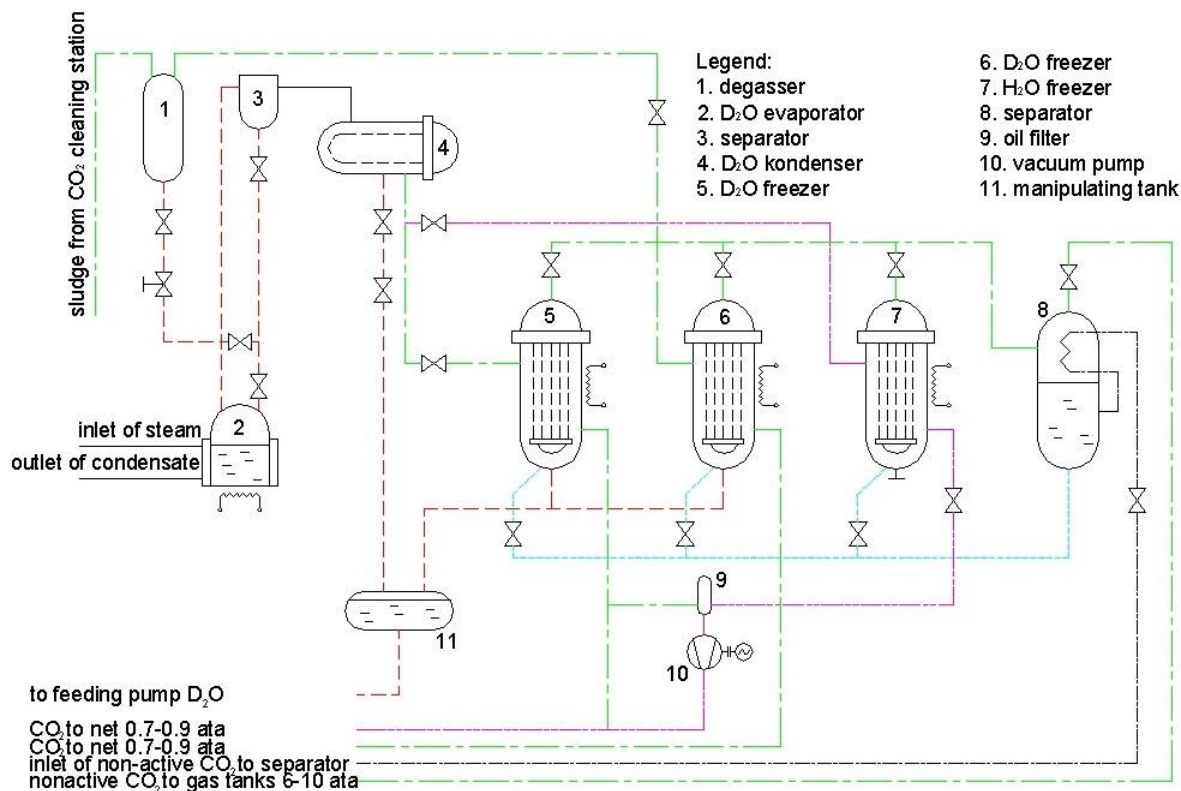 sludge from CO2 cleaning station
Legend:
1. degasser
2. D2O evaporator
3. separator
4. D2O kondenser
5. D2O freezer
6. D2O freezer
7. H2O freezer
8. separator
9. oil filter
10. vacuum pump
11. manipulating tank
1
3
4
5
6
7
8
2
inlet of steam
outlet of condensate
9
10
11
to feeding pump D2O
CO2 to net 0.7-0.9 ata
CO2 to net 0.7-0.9 ata
inlet of non-active CO2 to separator
nonactive CO2 to gas tanks 6-10 ata